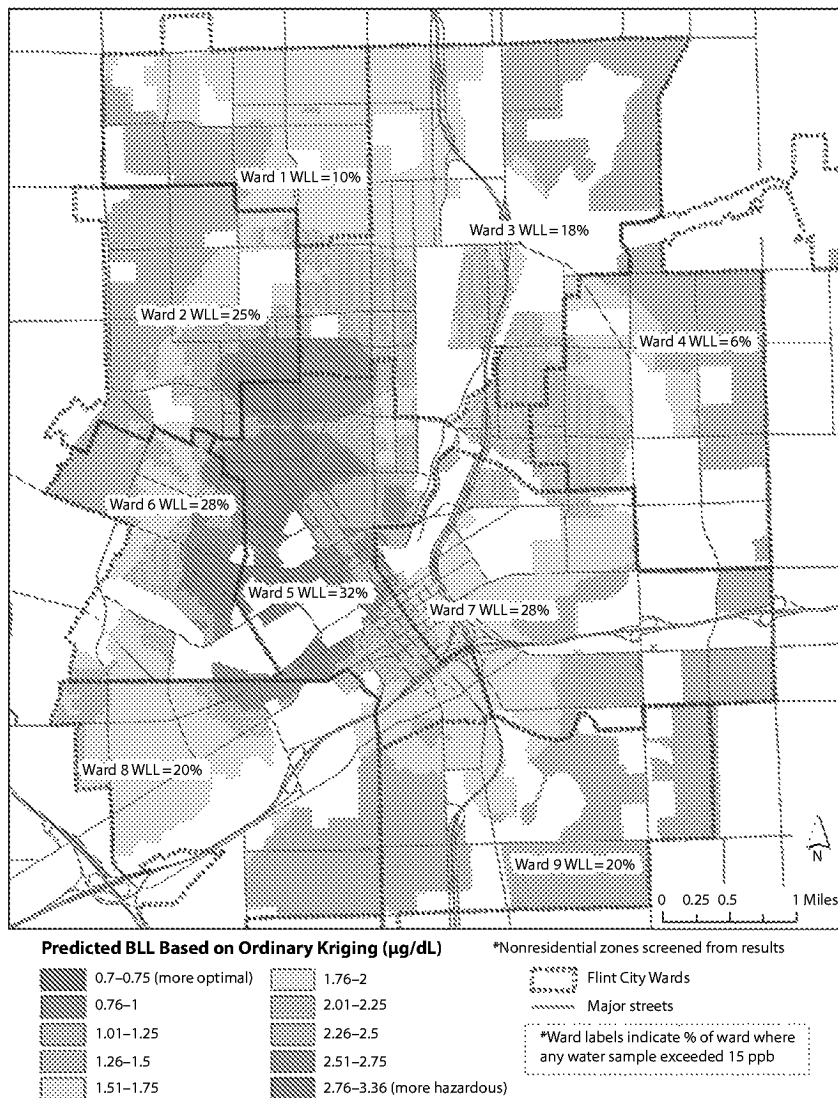 Ward 1 WLL = 10%
Ward 3 WLL = 18%
Ward 2 WLL = 25%
Ward 4 WLL = 6%
Ward 6 WLL = 28%
Ward 5 WLL = 32%
Ward 7 WLL = 28%
Ward 8 WLL = 20%
Ward 9 WLL = 20%
N
0 0.25 0.5 1 Miles
Predicted BLL Based on Ordinary Kriging (µg/dL)
0.7–0.75 (more optimal)
0.76–1
1.01–1.25
1.26–1.5
1.51–1.75
1.76–2
2.01–2.25
2.26–2.5
2.51–2.75
2.76–3.36 (more hazardous)
*Nonresidential zones screened from results
Flint City Wards
Major streets
*Ward labels indicate % of ward where
any water sample exceeded 15 ppb